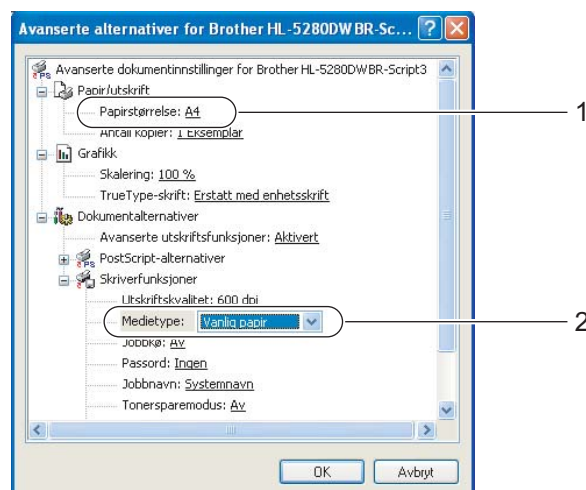 Avanserte alternativer for Brother HL-5280DW BR-Sc...
Avanserte dokumentinnstillinger for Brother HL-5280DW BR-Script3
Papir/utskrift
Papirstørrelse: A4
1
Antall kopier: 1 Eksemplar
Grafikk
Skalering: 100 %
TrueType-skrift: Erstatt med enhetsskrift
Dokumentalternativer
Avanserte utskriftsfunksjoner: Aktivert
PostScript-alternativer
Skriverfunksjoner
Utskriftskvalitet: 600 dpi
Medietype: Vanlig papir
2
Jobbkø: Av
Passord: Ingen
Jobbnavn: Systemnavn
Tonersparemodus: Av
OK Avbryt